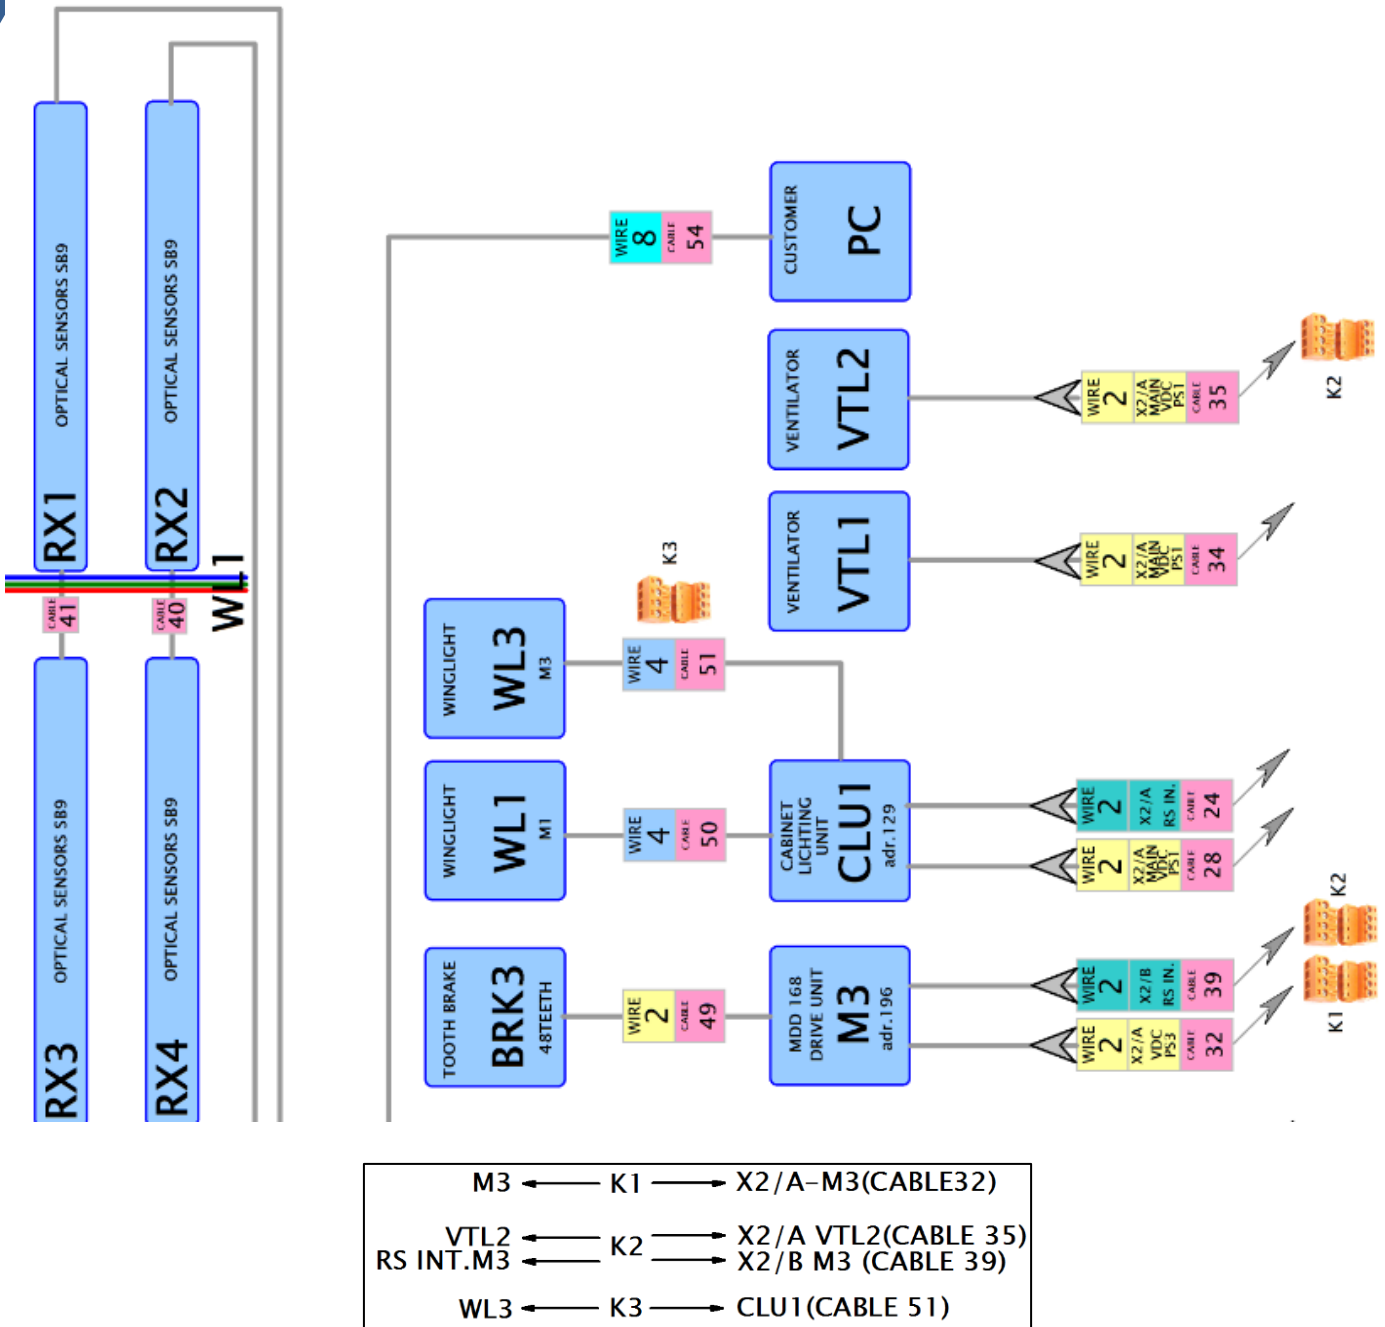 RX1
OPTICAL SENSORS SB9
RX2
OPTICAL SENSORS SB9
WL1
CABLE
41
CABLE
40
RX3
OPTICAL SENSORS SB9
RX4
OPTICAL SENSORS SB9
WIRE
8
CABLE
54
CUSTOMER
PC
VENTILATOR
VTL2
WIRE
2
X2/A
MAIN
VDC
PS1
CABLE
35
K2
VENTILATOR
VTL1
WIRE
2
X2/A
MAIN
VDC
PS1
CABLE
34
K3
WINGLIGHT
WL3
M3
WIRE
4
CABLE
51
WINGLIGHT
WL1
M1
WIRE
4
CABLE
50
CABINET
LICHTING
UNIT
CLU1
adr.129
WIRE
2
X2/A
RS IN.
CABLE
24
WIRE
2
X2/A
MAIN
VDC
PS1
CABLE
28
TOOTH BRAKE
BRK3
48TEETH
WIRE
2
CABLE
49
MDD 168
DRIVE UNIT
M3
adr.196
WIRE
2
X2/B
RS IN.
CABLE
39
K2
WIRE
2
X2/A
VDC
PS3
CABLE
32
K1
M3 K1 X2/A-M3(CABLE32)
VTL2 X2/A VTL2(CABLE 35)
K2
RS INT.M3 X2/B M3 (CABLE 39)
WL3 K3 CLU1(CABLE 51)